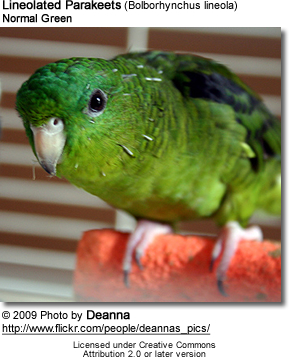 Lineolated Parakeets (Bolborhynchus lineola)
Normal Green
© 2009 Photo by Deanna
http://www.flickr.com/people/deannas_pics/
Licensed under Creative Commons
Attribution 2.0 or later version